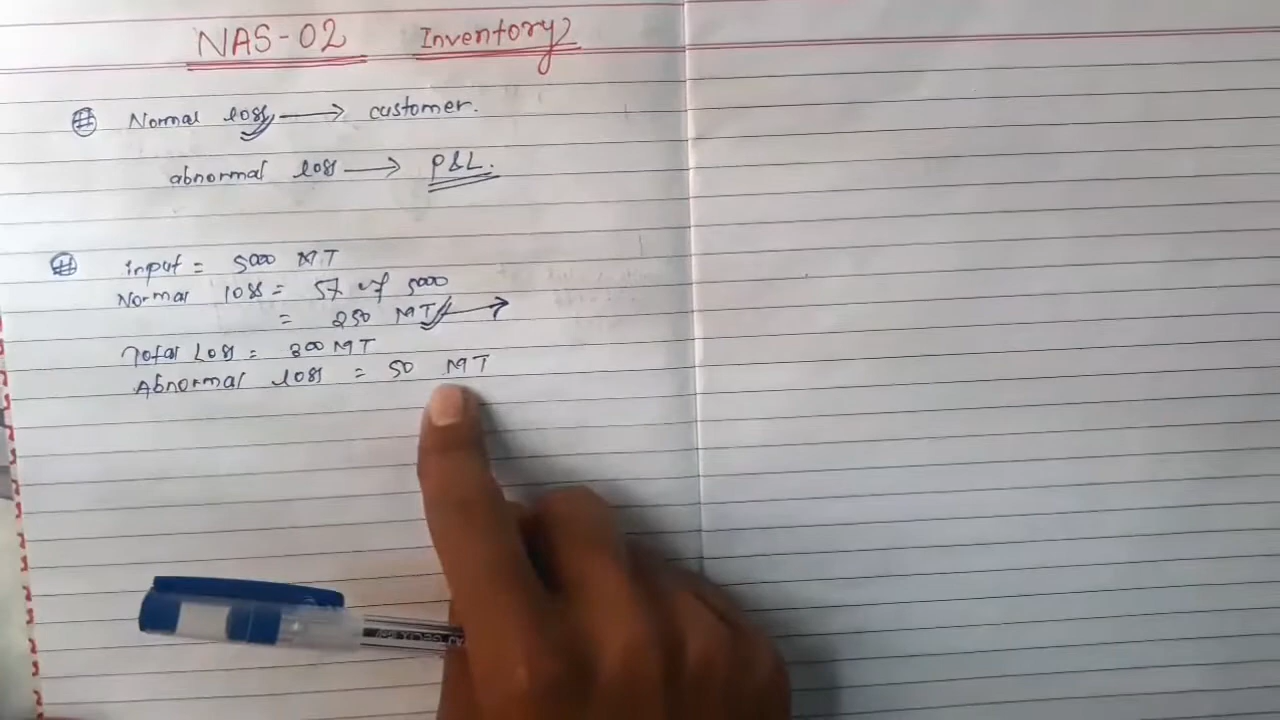 NAS-02 Inventory
# Normal loss → customer.
abnormal loss → P&L.
# input = 5000 MT
Normal loss = 5% of 5000
= 250 MT →
Total Loss = 300 MT
Abnormal loss = 50 MT